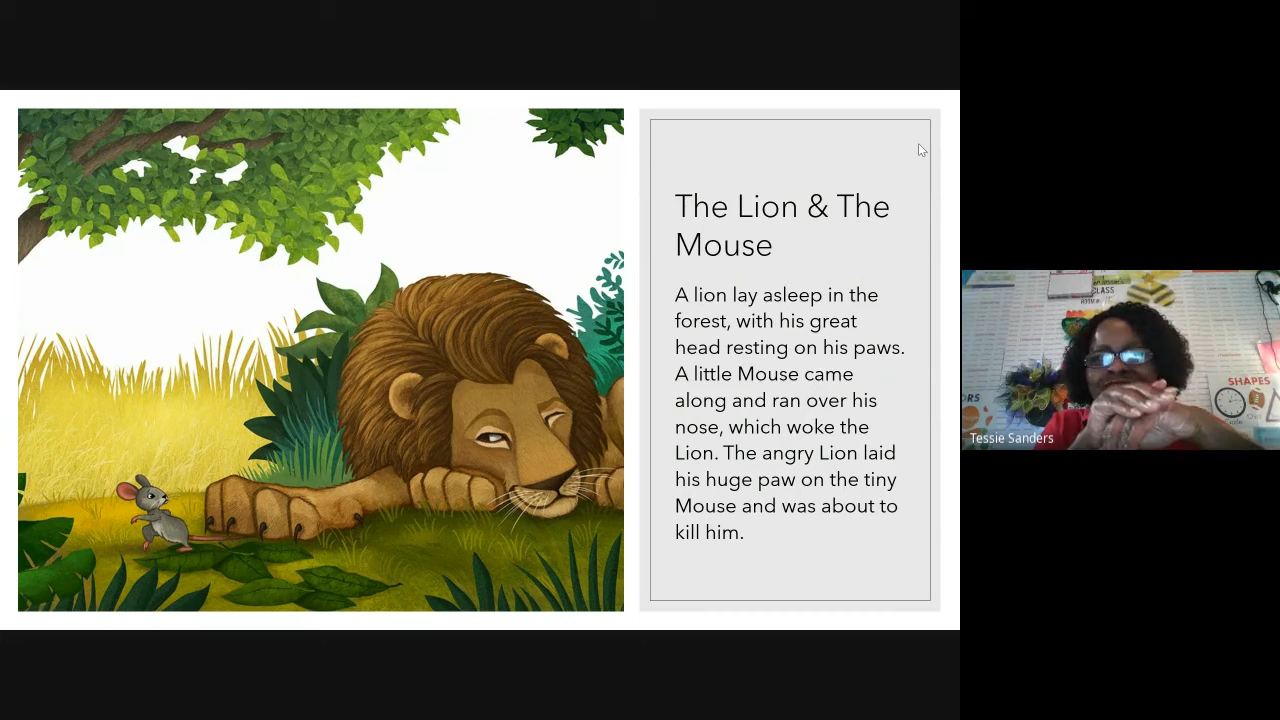 The Lion & The
Mouse
A lion lay asleep in the
forest, with his great
head resting on his paws.
A little Mouse came
along and ran over his
nose, which woke the
Lion. The angry Lion laid
his huge paw on the tiny
Mouse and was about to
kill him.
CLASS
SHAPES
Tessie Sanders